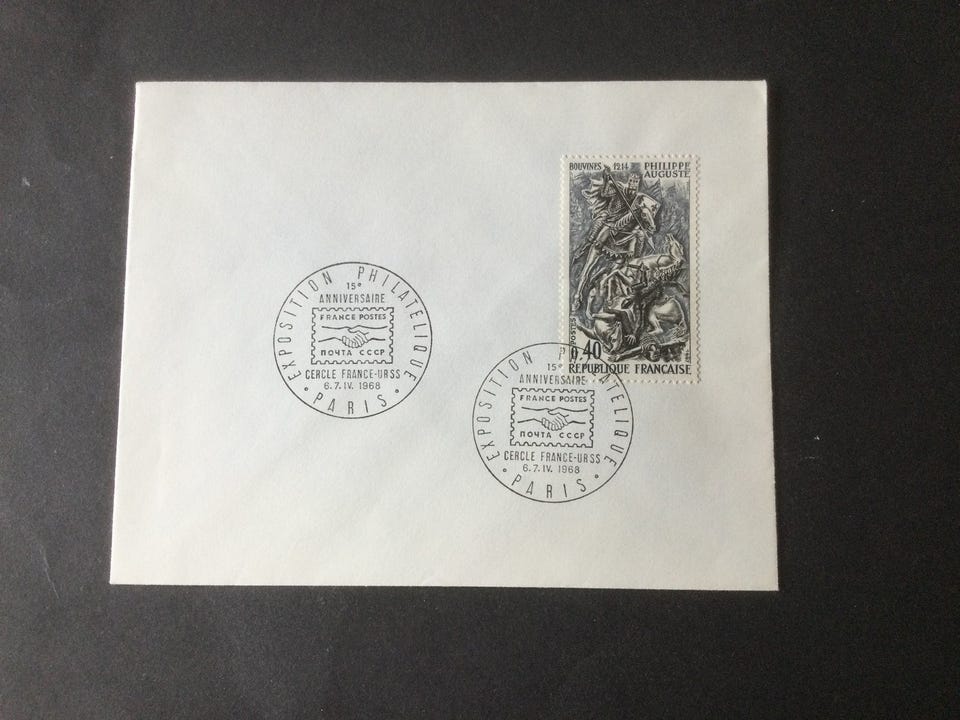 BOUVINES 1214 PHILIPPE
AUGUSTE
POSTES
0,40
REPUBLIQUE FRANÇAISE
EXPOSITION PHILATELIQUE
15e
ANNIVERSAIRE
FRANCE POSTES
ПОЧТА СССР
CERCLE FRANCE-URSS
6.7.IV. 1968
PARIS
EXPOSITION PHILATELIQUE
15e
ANNIVERSAIRE
FRANCE POSTES
ПОЧТА СССР
CERCLE FRANCE-URSS
6.7.IV. 1968
PARIS